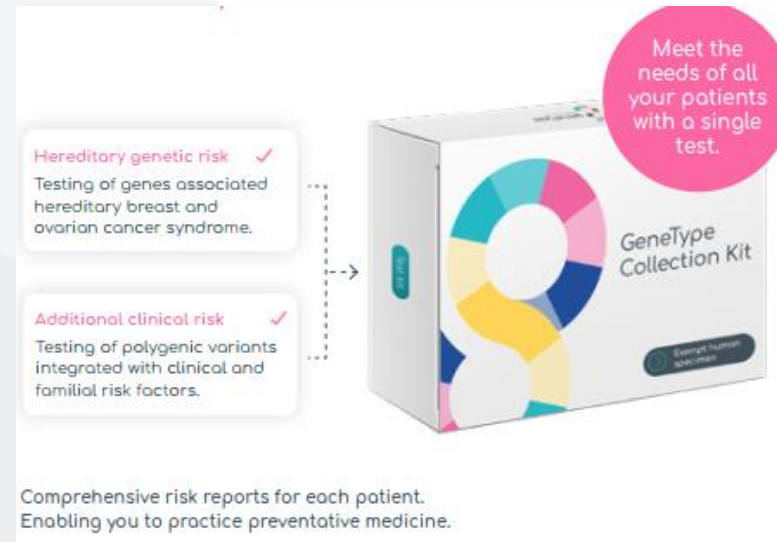 Meet the
needs of all
your patients
with a single
test.
Hereditary genetic risk
Testing of genes associated
hereditary breast and
ovarian cancer syndrome.
Additional clinical risk
Testing of polygenic variants
integrated with clinical and
familial risk factors.
Test Kit
GeneType
Collection Kit
Exempt human
specimen
Comprehensive risk reports for each patient.
Enabling you to practice preventative medicine.